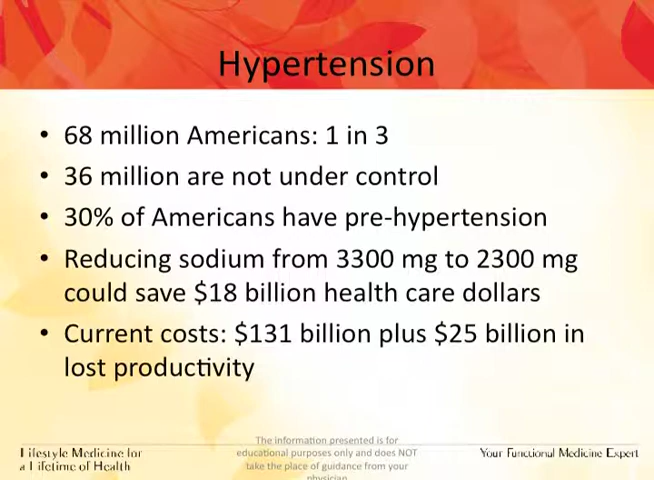 Hypertension
• 68 million Americans: 1 in 3
• 36 million are not under control
• 30% of Americans have pre-hypertension
• Reducing sodium from 3300 mg to 2300 mg
could save $18 billion health care dollars
• Current costs: $131 billion plus $25 billion in
lost productivity
Lifestyle Medicine for
a Lifetime of Health
The information presented is for
educational purposes only and does NOT
take the place of guidance from your
physician
Your Functional Medicine Expert